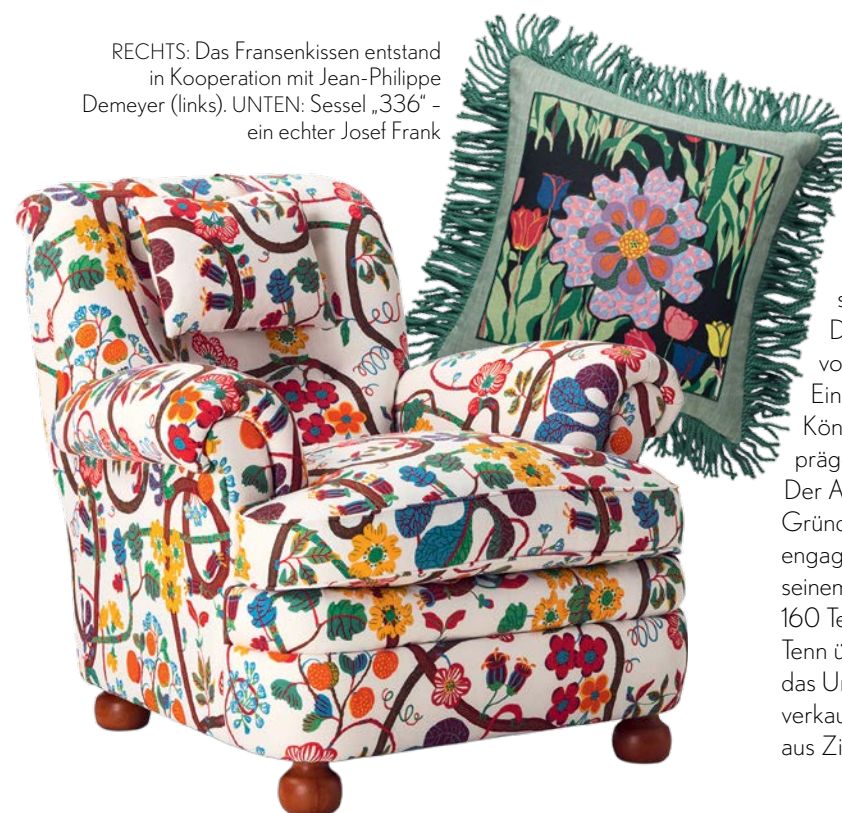 RECHTS: Das Fransenkissen entstand
in Kooperation mit Jean-Philippe
Demeyer (links). UNTEN: Sessel „336“ –
ein echter Josef Frank
s
D
vo
Ein
Kön
präg
Der A
Gründ
engag
seinem
160 Te
Tenn ü
das Un
verkau
aus Zi